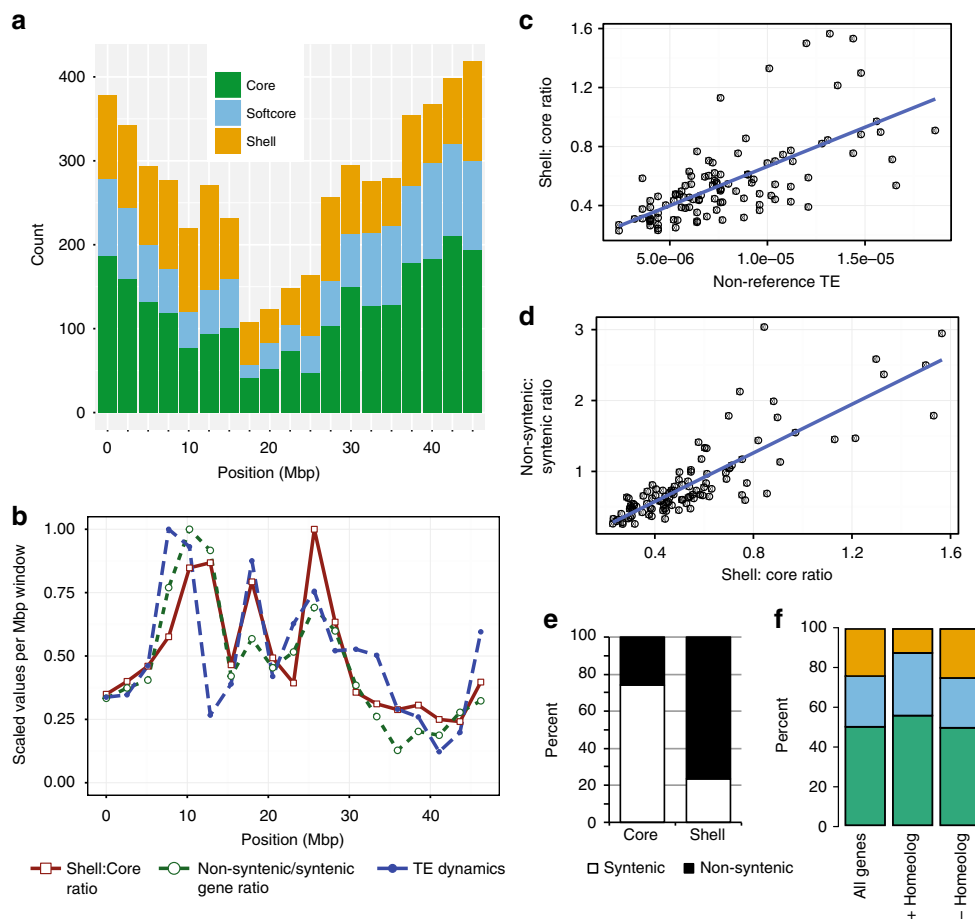 a
400
300
200
100
0
Count
Core
Softcore
Shell
0
10
20
30
40
Position (Mbp)
b
1.00
0.75
0.50
0.25
0.00
Scaled values per Mbp window
0
10
20
30
40
Position (Mbp)
Shell:Core
ratio
Non-syntenic/syntenic
gene ratio
TE dynamics
c
1.6
1.2
0.8
0.4
Shell: core ratio
5.0e–06
1.0e–05
1.5e–05
Non-reference TE
d
3
2
1
Non-syntenic:
syntenic ratio
0.4
0.8
1.2
1.6
Shell: core ratio
e
100
80
60
40
20
0
Percent
Core
Shell
Syntenic
Non-syntenic
f
100
80
60
40
20
0
Percent
All genes
+ Homeolog
– Homeolog